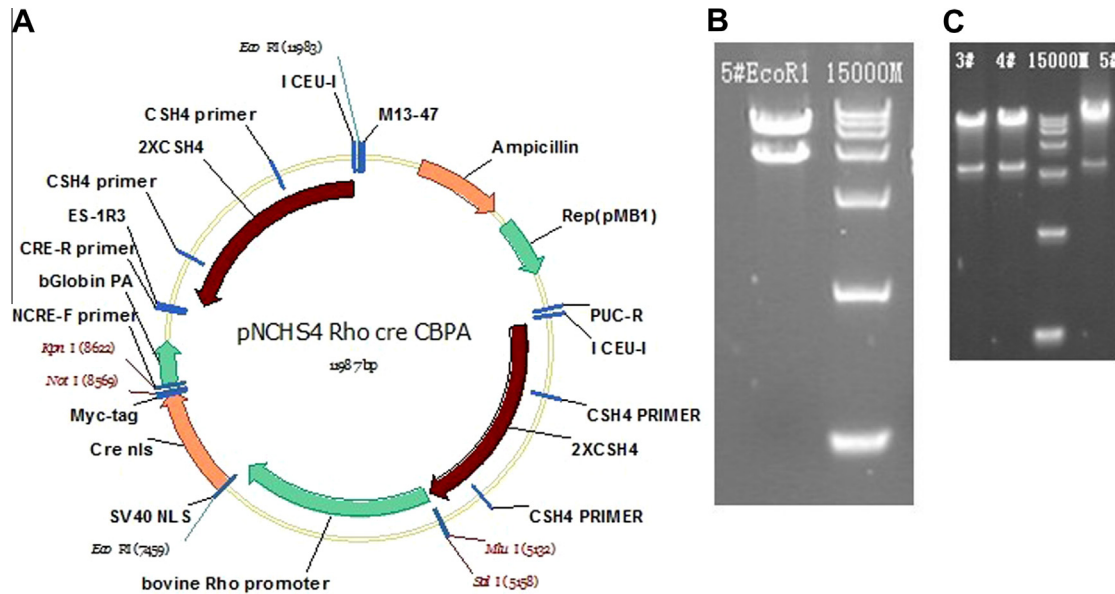 A
Eco RI (11983)
I CEU-I
M13-47
CSH4 primer
2XCSH4
Ampicillin
CSH4 primer
ES-1R3
Rep(pMB1)
CRE-R primer
bGlobin PA
NCRE-F primer
pNCHS4 Rho cre CBPA
11987 bp
PUC-R
I CEU-I
Kpn I (8622)
Not I (8569)
Myc-tag
Cre nls
CSH4 PRIMER
2XCSH4
SV40 NLS
CSH4 PRIMER
Eco RI (7459)
Mlu I (5132)
Sal I (5158)
bovine Rho promoter
B
5#EcoR1 15000M
C
3# 4# 15000M 5#